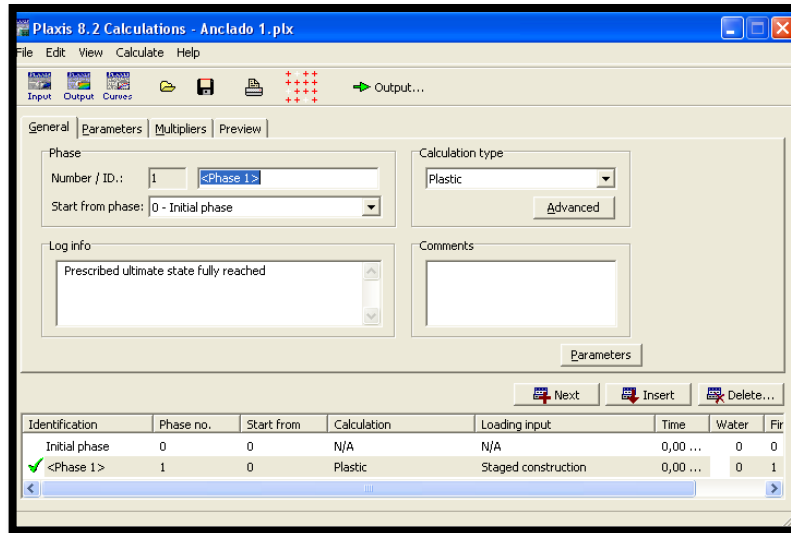 Plaxis 8.2 Calculations - Anclado 1.plx
File Edit View Calculate Help
Input Output Curves Output...
General Parameters Multipliers Preview
Phase
Number / ID.: 1 <Phase 1>
Start from phase: 0 - Initial phase
Calculation type
Plastic
Advanced
Log info
Prescribed ultimate state fully reached
Comments
Parameters
Next Insert Delete...
Identification Phase no. Start from Calculation Loading input Time Water Fir
Initial phase 0 0 N/A N/A 0,00 ... 0 0
<Phase 1> 1 0 Plastic Staged construction 0,00 ... 0 1